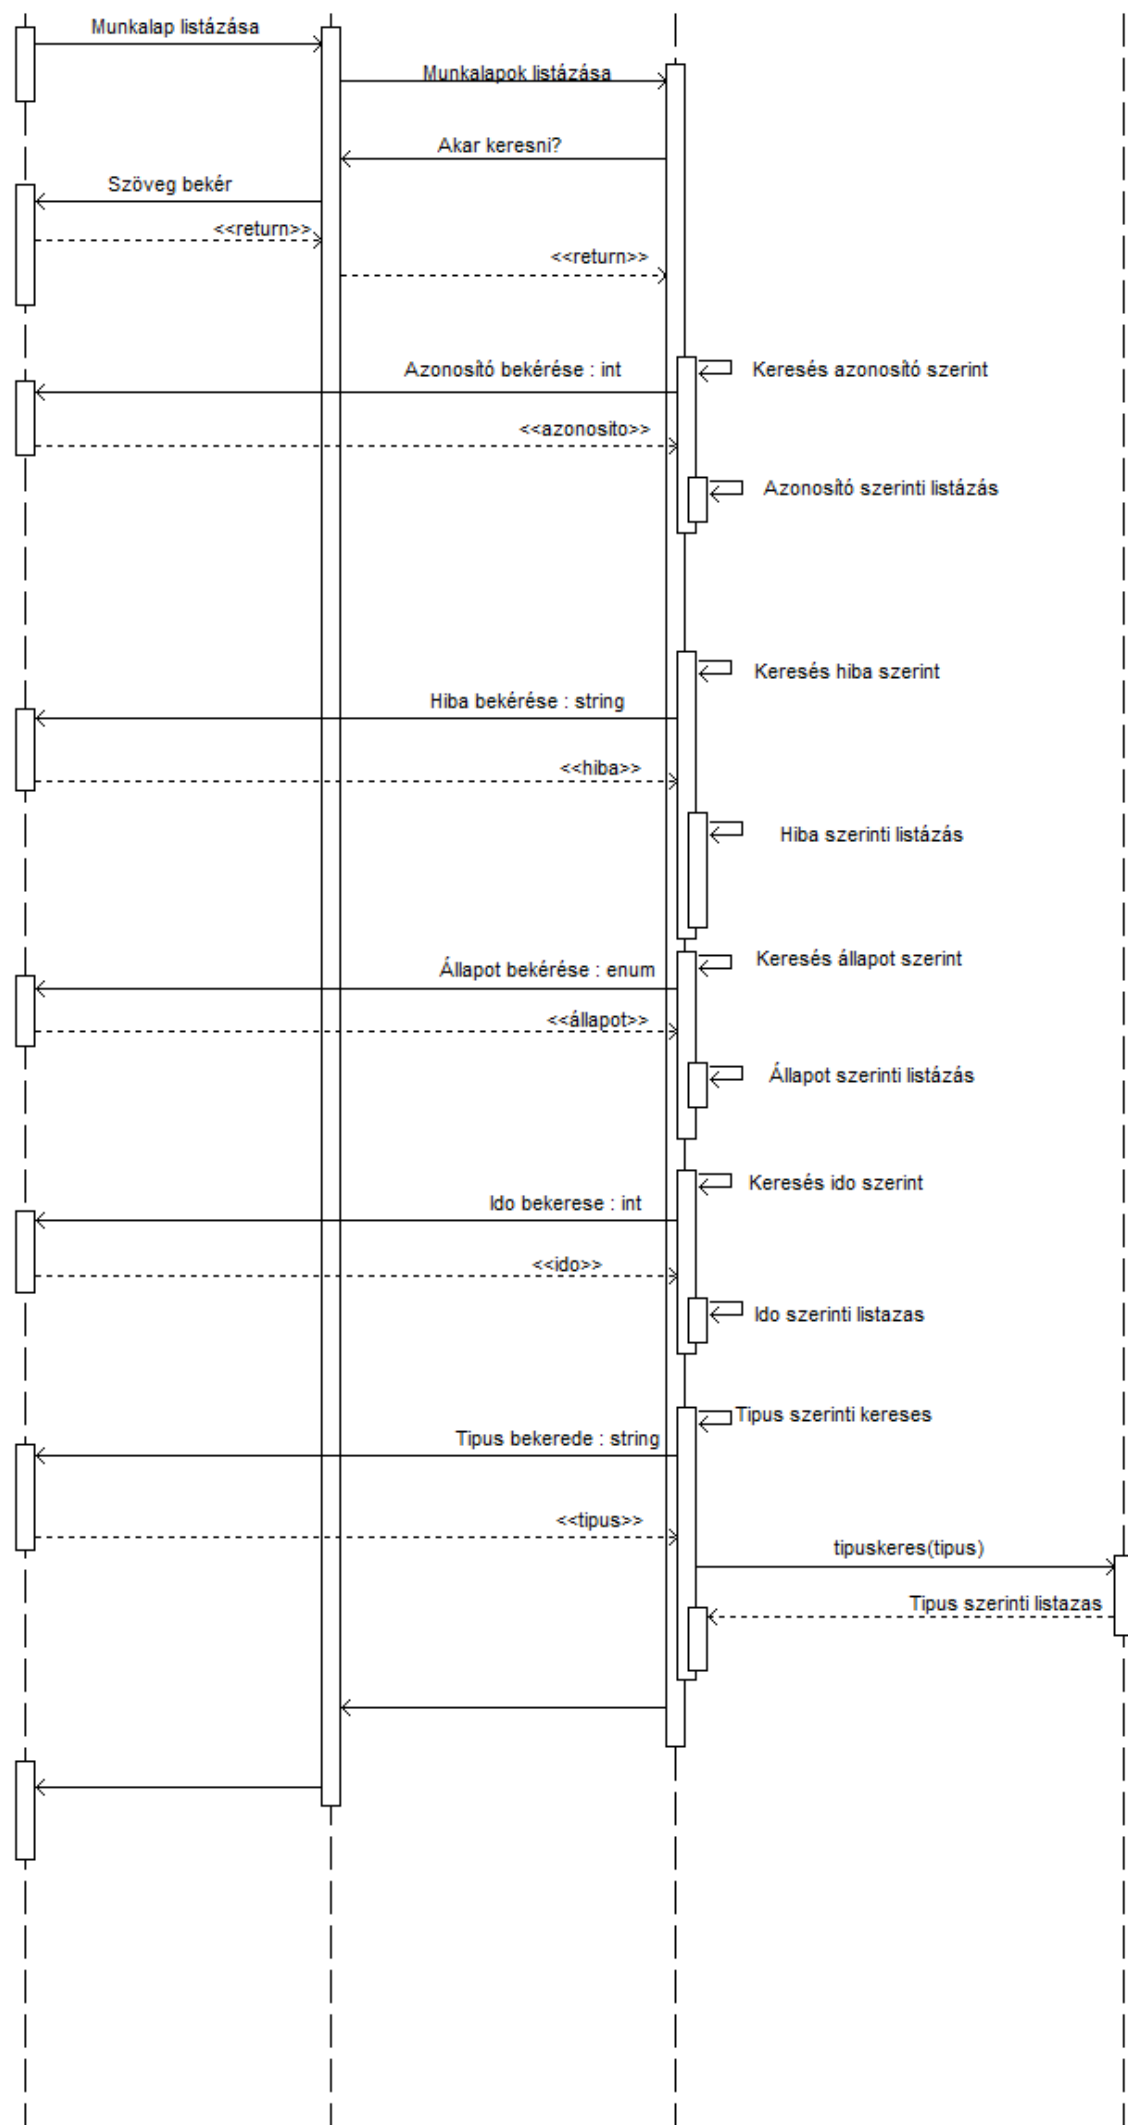 Munkalap listázása
Munkalapok listázása
Akar keresni?
Szöveg bekér
<<return>>
<<return>>
Azonosító bekérése : int
Keresés azonosító szerint
<<azonosito>>
Azonosító szerinti listázás
Keresés hiba szerint
Hiba bekérése : string
<<hiba>>
Hiba szerinti listázás
Keresés állapot szerint
Állapot bekérése : enum
<<állapot>>
Állapot szerinti listázás
Keresés ido szerint
Ido bekerese : int
<<ido>>
Ido szerinti listazas
Tipus szerinti kereses
Tipus bekerede : string
<<tipus>>
tipuskeres(tipus)
Tipus szerinti listazas